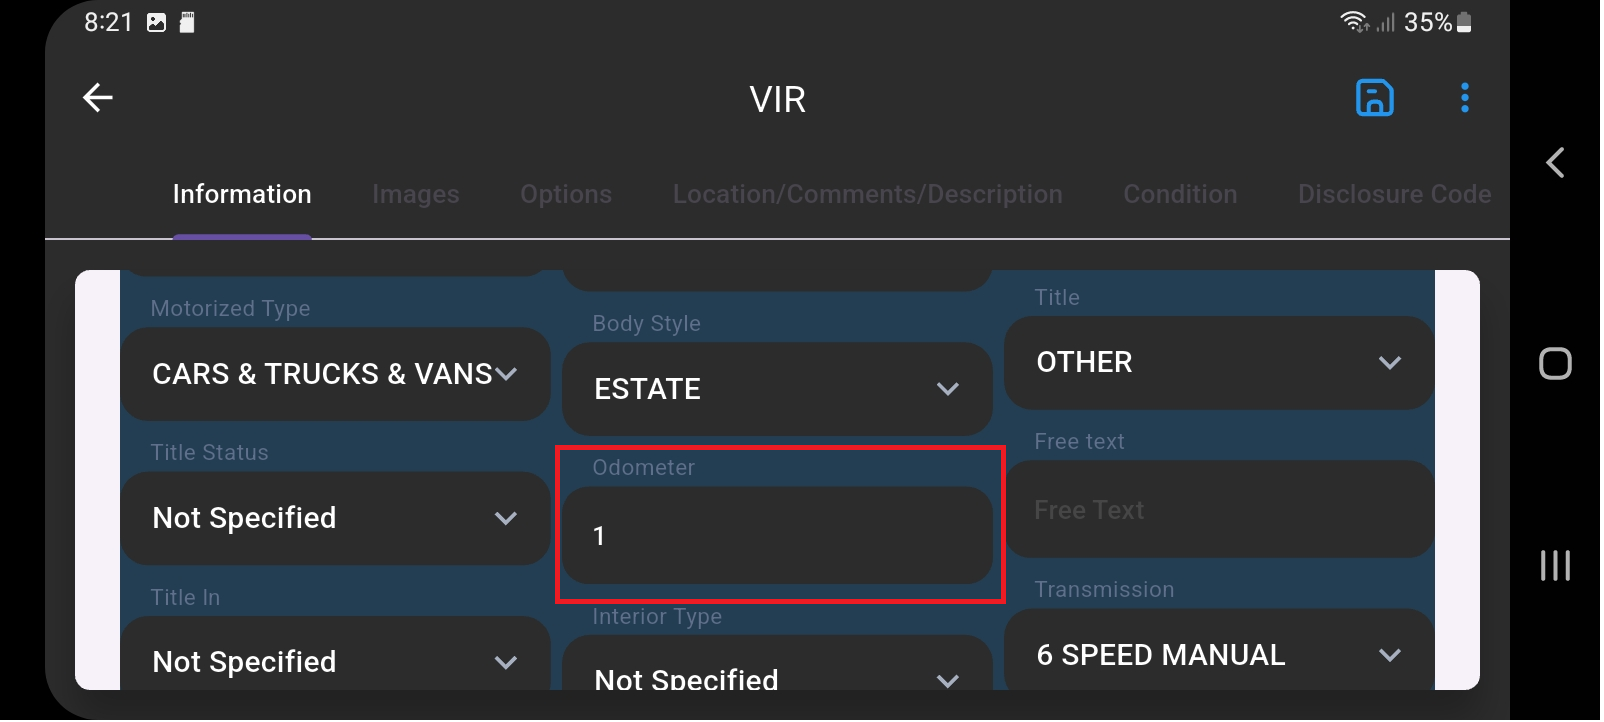 8:21
35%
VIR
Information Images Options Location/Comments/Description Condition Disclosure Code
Motorized Type
CARS & TRUCKS & VANS
Title Status
Not Specified
Title In
Not Specified
Body Style
ESTATE
Odometer
1
Interior Type
Not Specified
Title
OTHER
Free text
Free Text
Transmission
6 SPEED MANUAL